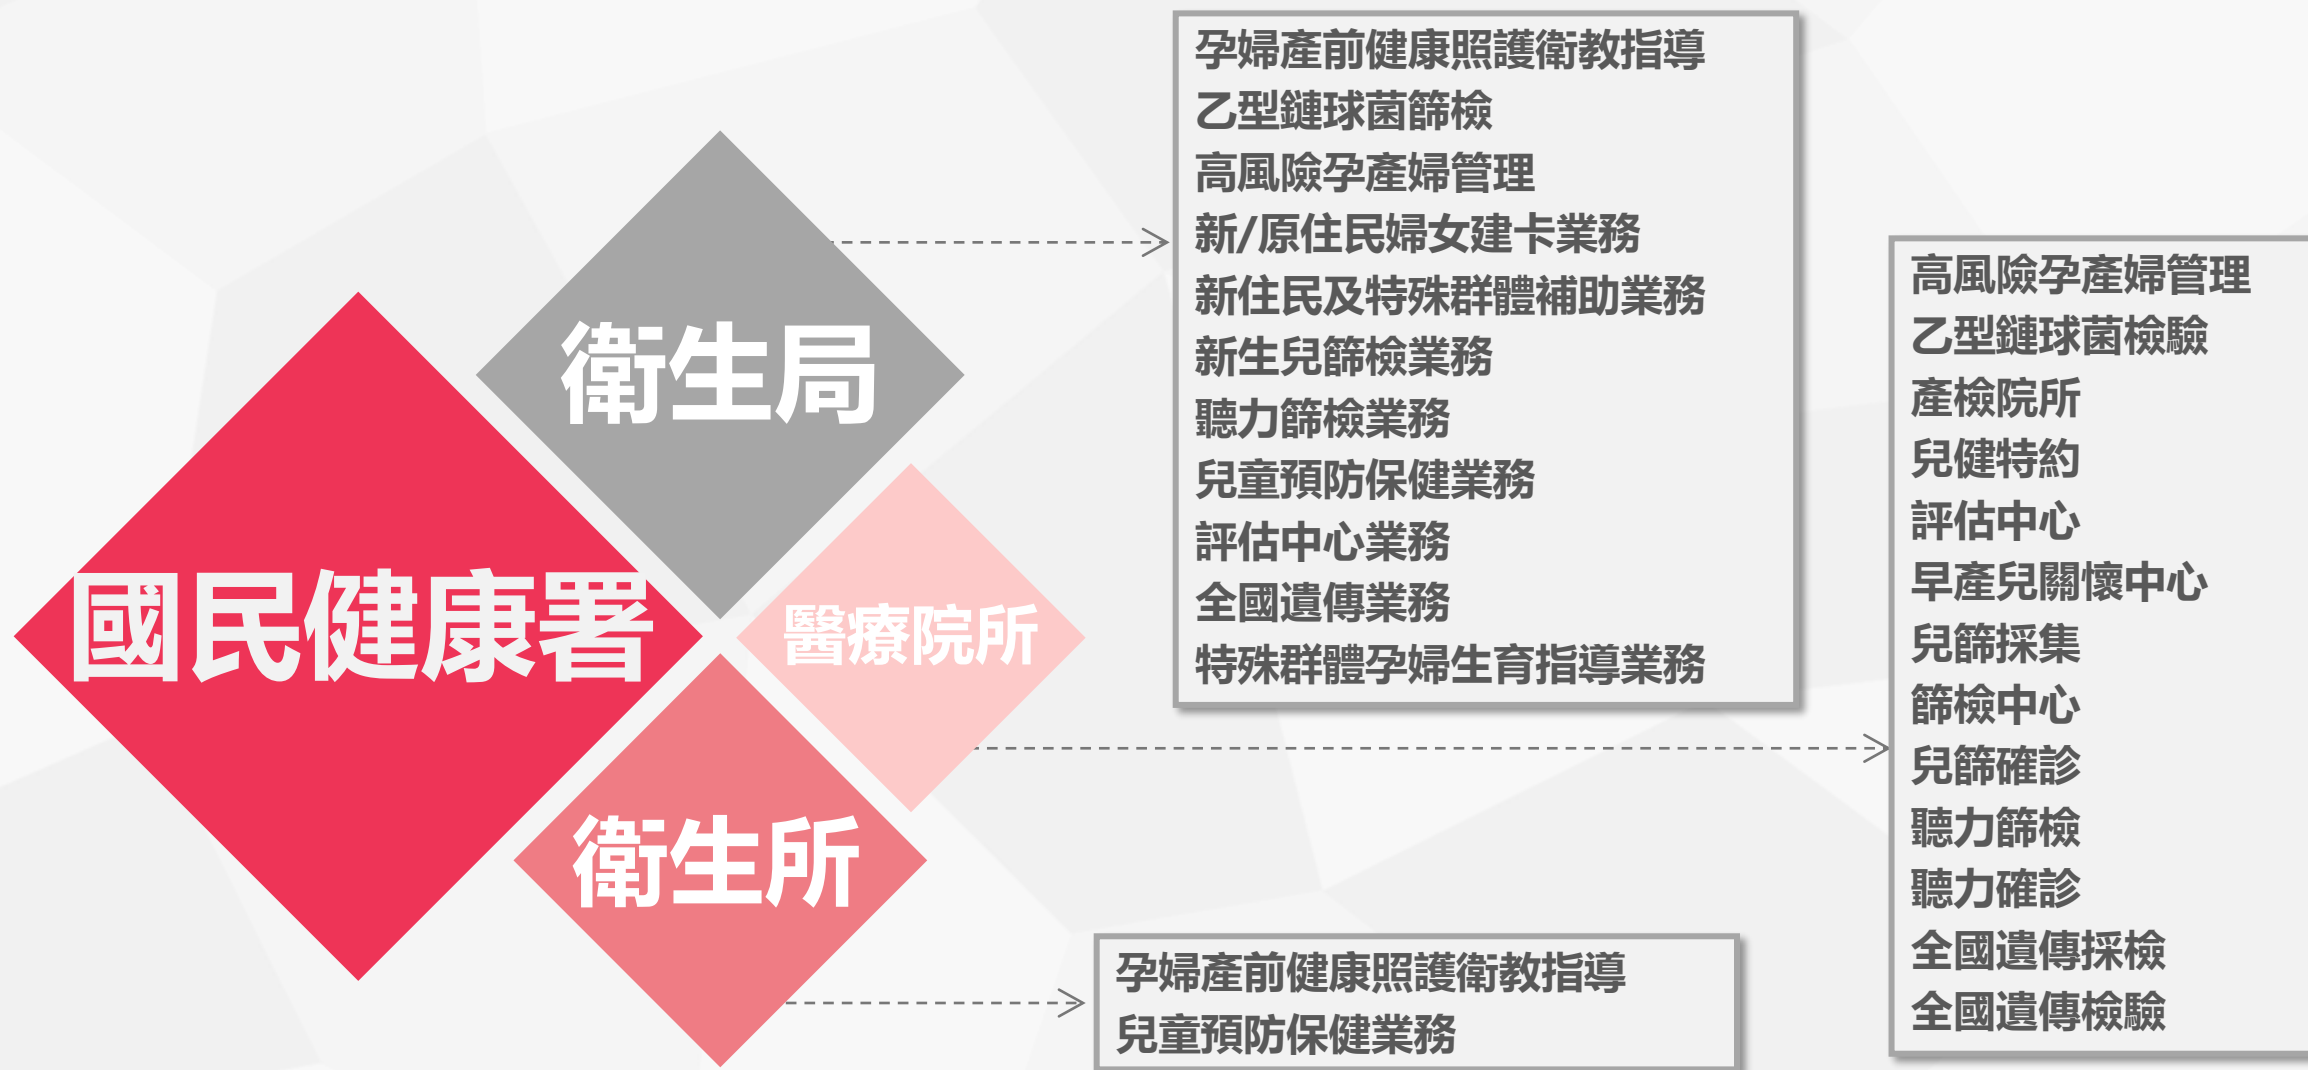 衛生局
國民健康署
醫療院所
衛生所
孕婦產前健康照護衛教指導
乙型鏈球菌篩檢
高風險孕產婦管理
新/原住民婦女建卡業務
新住民及特殊群體補助業務
新生兒篩檢業務
聽力篩檢業務
兒童預防保健業務
評估中心業務
全國遺傳業務
特殊群體孕婦生育指導業務
高風險孕產婦管理
乙型鏈球菌檢驗
產檢院所
兒健特約
評估中心
早產兒關懷中心
兒篩採集
篩檢中心
兒篩確診
聽力篩檢
聽力確診
全國遺傳採檢
全國遺傳檢驗
孕婦產前健康照護衛教指導
兒童預防保健業務